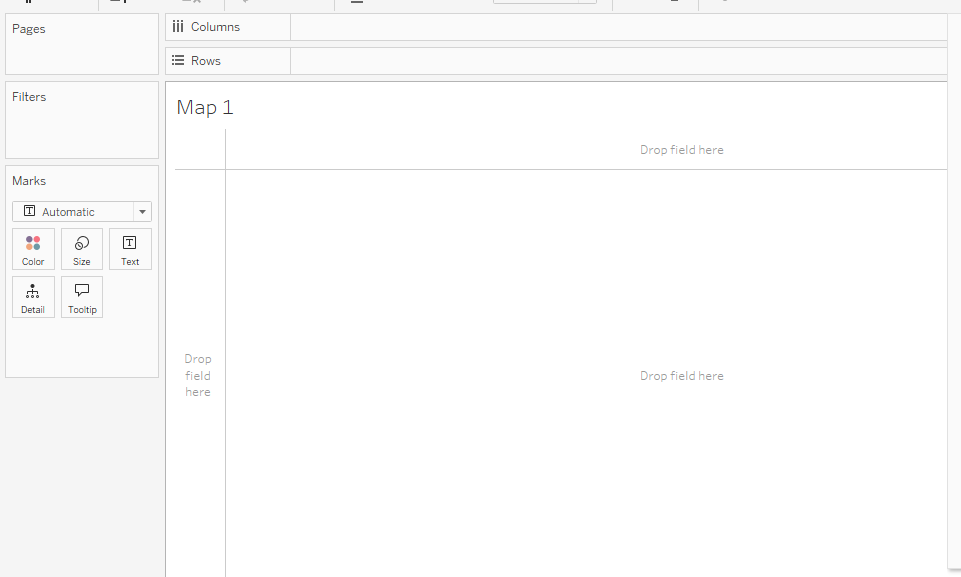 Pages
Columns
Rows
Filters
Map 1
Drop field here
Marks
Automatic
Color
Size
Text
Detail
Tooltip
Drop
field
here
Drop field here